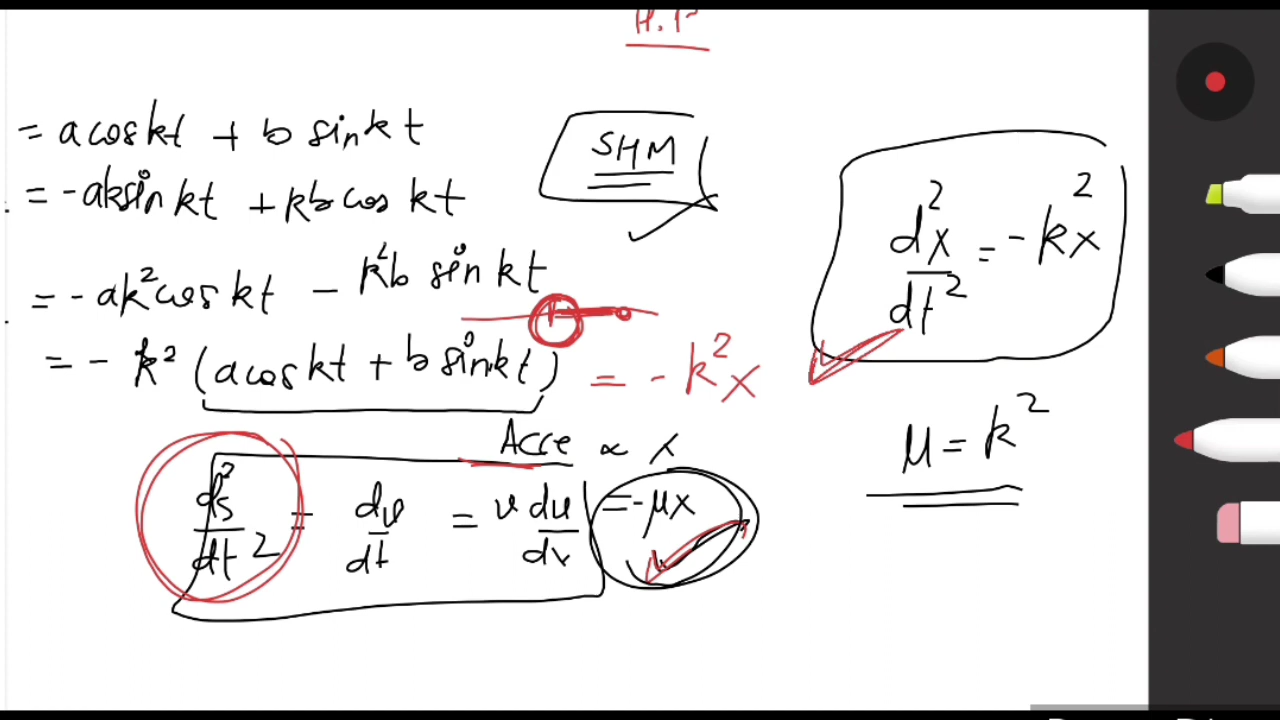 H.P
= a cos kt + b sin kt
SHM
= -ak sin kt + kb cos kt
d²x/dt² = -k²x
= -ak² cos kt - k²b sin kt
= - k² (a cos kt + b sin kt) = -k²x
Acce ∝ x
μ = k²
d²s/dt² = dv/dt = v dv/dx = -μx